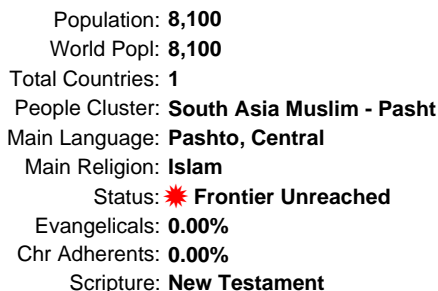 Population: 8,100
World Popl: 8,100
Total Countries: 1
People Cluster: South Asia Muslim - Pasht
Main Language: Pashto, Central
Main Religion: Islam
Status: Frontier Unreached
Evangelicals: 0.00%
Chr Adherents: 0.00%
Scripture: New Testament